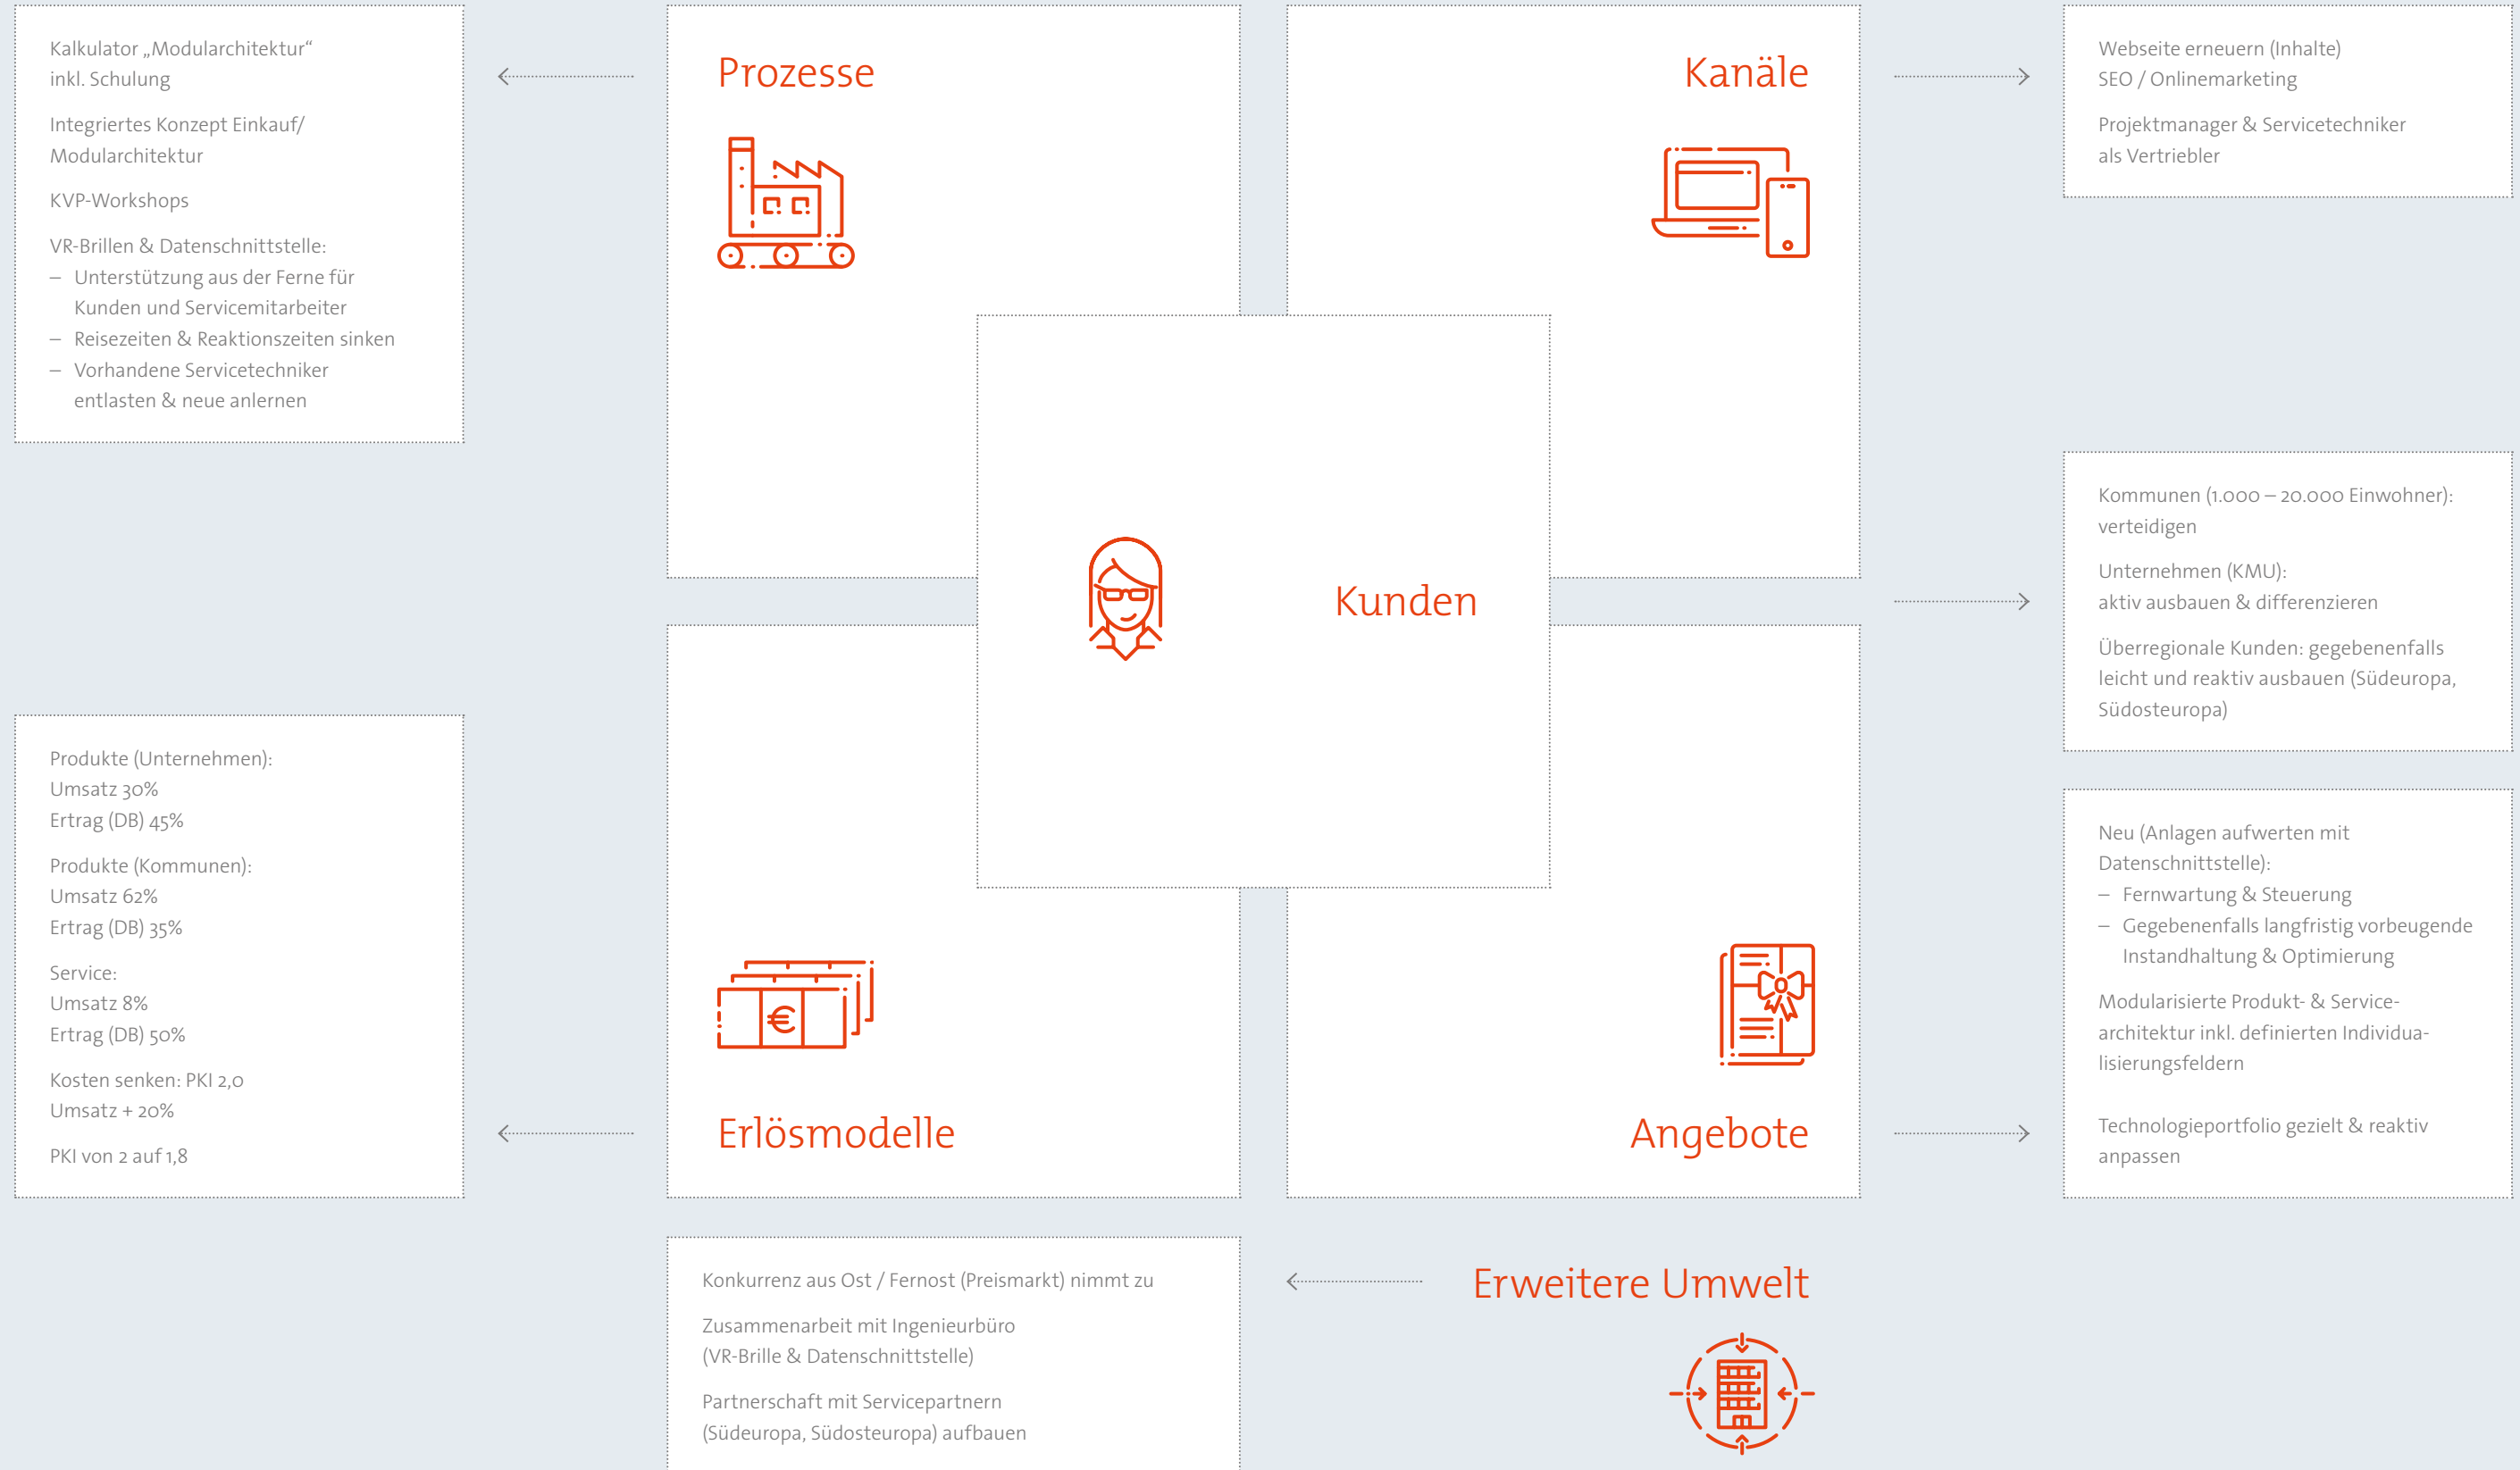 Kalkulator „Modularchitektur“
inkl. Schulung
Integriertes Konzept Einkauf/
Modularchitektur
KVP-Workshops
VR-Brillen & Datenschnittstelle:
– Unterstützung aus der Ferne für
Kunden und Servicemitarbeiter
– Reisezeiten & Reaktionszeiten sinken
– Vorhandene Servicetechniker
entlasten & neue anlernen
Prozesse
Kanäle
Webseite erneuern (Inhalte)
SEO / Onlinemarketing
Projektmanager & Servicetechniker
als Vertriebler
Kunden
Kommunen (1.000 – 20.000 Einwohner):
verteidigen
Unternehmen (KMU):
aktiv ausbauen & differenzieren
Überregionale Kunden: gegebenenfalls
leicht und reaktiv ausbauen (Südeuropa,
Südosteuropa)
Produkte (Unternehmen):
Umsatz 30%
Ertrag (DB) 45%
Produkte (Kommunen):
Umsatz 62%
Ertrag (DB) 35%
Service:
Umsatz 8%
Ertrag (DB) 50%
Kosten senken: PKI 2,0
Umsatz + 20%
PKI von 2 auf 1,8
€
Erlösmodelle
Angebote
Neu (Anlagen aufwerten mit
Datenschnittstelle):
– Fernwartung & Steuerung
– Gegebenenfalls langfristig vorbeugende
Instandhaltung & Optimierung
Modularisierte Produkt- & Service-
architektur inkl. definierten Individua-
lisierungsfeldern
Technologieportfolio gezielt & reaktiv
anpassen
Konkurrenz aus Ost / Fernost (Preismarkt) nimmt zu
Zusammenarbeit mit Ingenieurbüro
(VR-Brille & Datenschnittstelle)
Partnerschaft mit Servicepartnern
(Südeuropa, Südosteuropa) aufbauen
Erweitere Umwelt